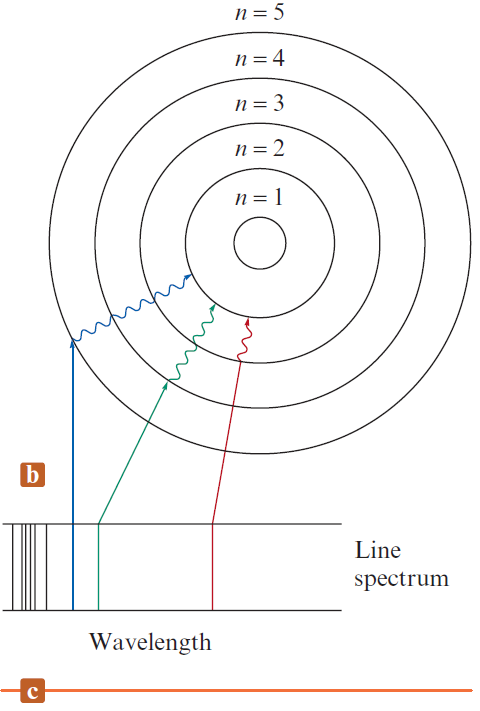 n = 5
n = 4
n = 3
n = 2
n = 1
b
Line
spectrum
Wavelength
c